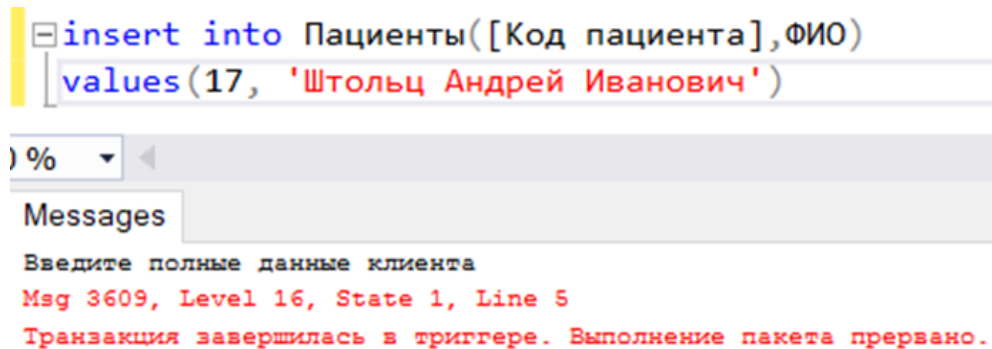 insert into Пациенты([Код пациента],ФИО)
values(17, 'Штольц Андрей Иванович')
%
Messages
Введите полные данные клиента
Msg 3609, Level 16, State 1, Line 5
Транзакция завершилась в триггере. Выполнение пакета прервано.